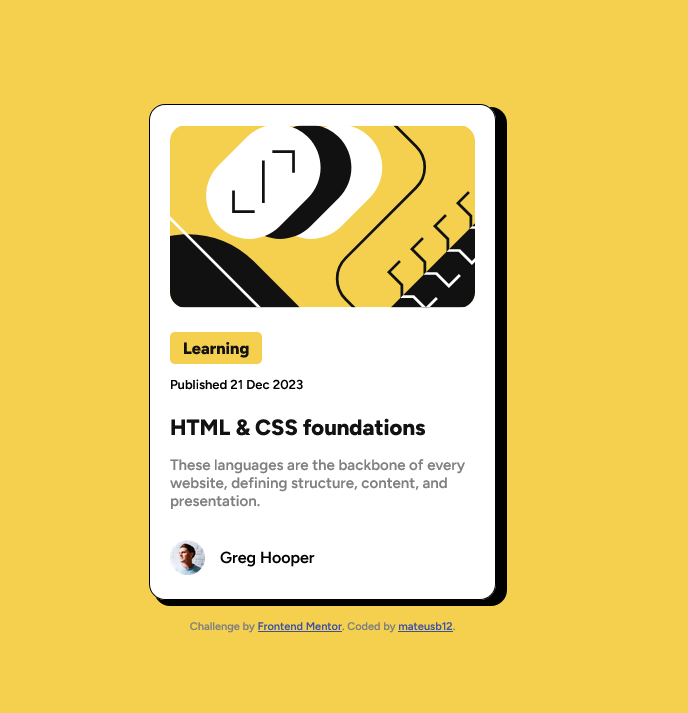 Learning
Published 21 Dec 2023
HTML & CSS foundations
These languages are the backbone of every
website, defining structure, content, and
presentation.
Greg Hooper
Challenge by Frontend Mentor. Coded by mateusb12.